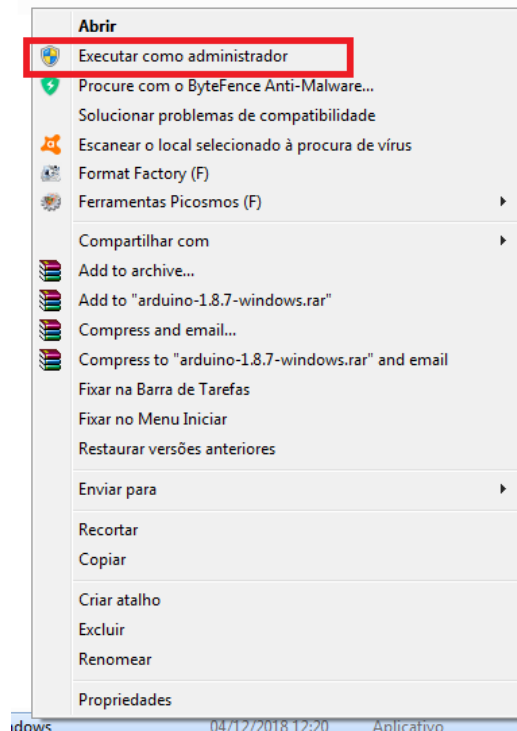 Abrir
Executar como administrador
Procure com o ByteFence Anti-Malware...
Solucionar problemas de compatibilidade
Escanear o local selecionado à procura de vírus
Format Factory (F)
Ferramentas Picosmos (F)
Compartilhar com
Add to archive...
Add to "arduino-1.8.7-windows.rar"
Compress and email...
Compress to "arduino-1.8.7-windows.rar" and email
Fixar na Barra de Tarefas
Fixar no Menu Iniciar
Restaurar versões anteriores
Enviar para
Recortar
Copiar
Criar atalho
Excluir
Renomear
Propriedades
ndows 04/12/2018 12:20 Aplicativo